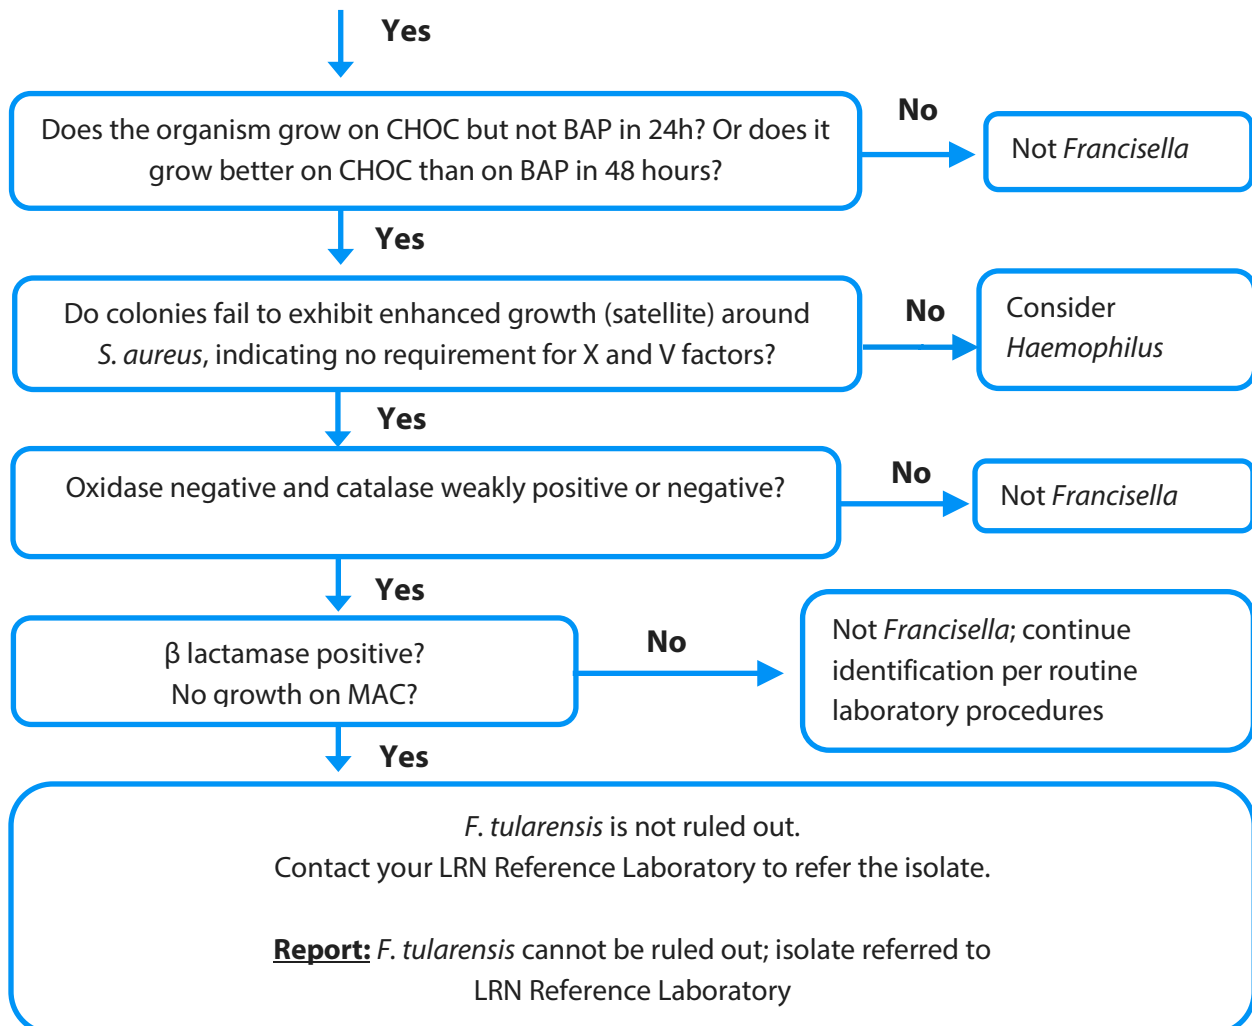 Yes
Does the organism grow on CHOC but not BAP in 24h? Or does it
grow better on CHOC than on BAP in 48 hours?
No
Not Francisella
Yes
Do colonies fail to exhibit enhanced growth (satellite) around
S. aureus, indicating no requirement for X and V factors?
No
Consider
Haemophilus
Yes
Oxidase negative and catalase weakly positive or negative?
No
Not Francisella
Yes
β lactamase positive?
No growth on MAC?
No
Not Francisella; continue
identification per routine
laboratory procedures
Yes
F. tularensis is not ruled out.
Contact your LRN Reference Laboratory to refer the isolate.
Report: F. tularensis cannot be ruled out; isolate referred to
LRN Reference Laboratory